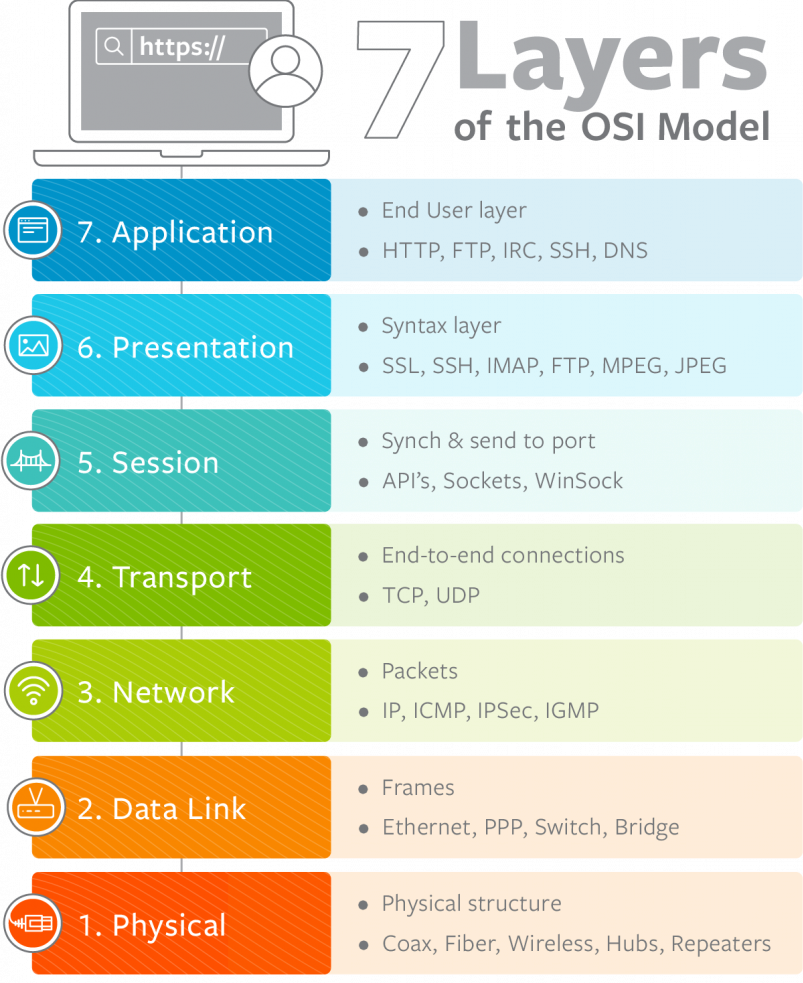 https://
7 Layers
of the OSI Model
7. Application
• End User layer
• HTTP, FTP, IRC, SSH, DNS
6. Presentation
• Syntax layer
• SSL, SSH, IMAP, FTP, MPEG, JPEG
5. Session
• Synch & send to port
• API's, Sockets, WinSock
4. Transport
• End-to-end connections
• TCP, UDP
3. Network
• Packets
• IP, ICMP, IPSec, IGMP
2. Data Link
• Frames
• Ethernet, PPP, Switch, Bridge
1. Physical
• Physical structure
• Coax, Fiber, Wireless, Hubs, Repeaters